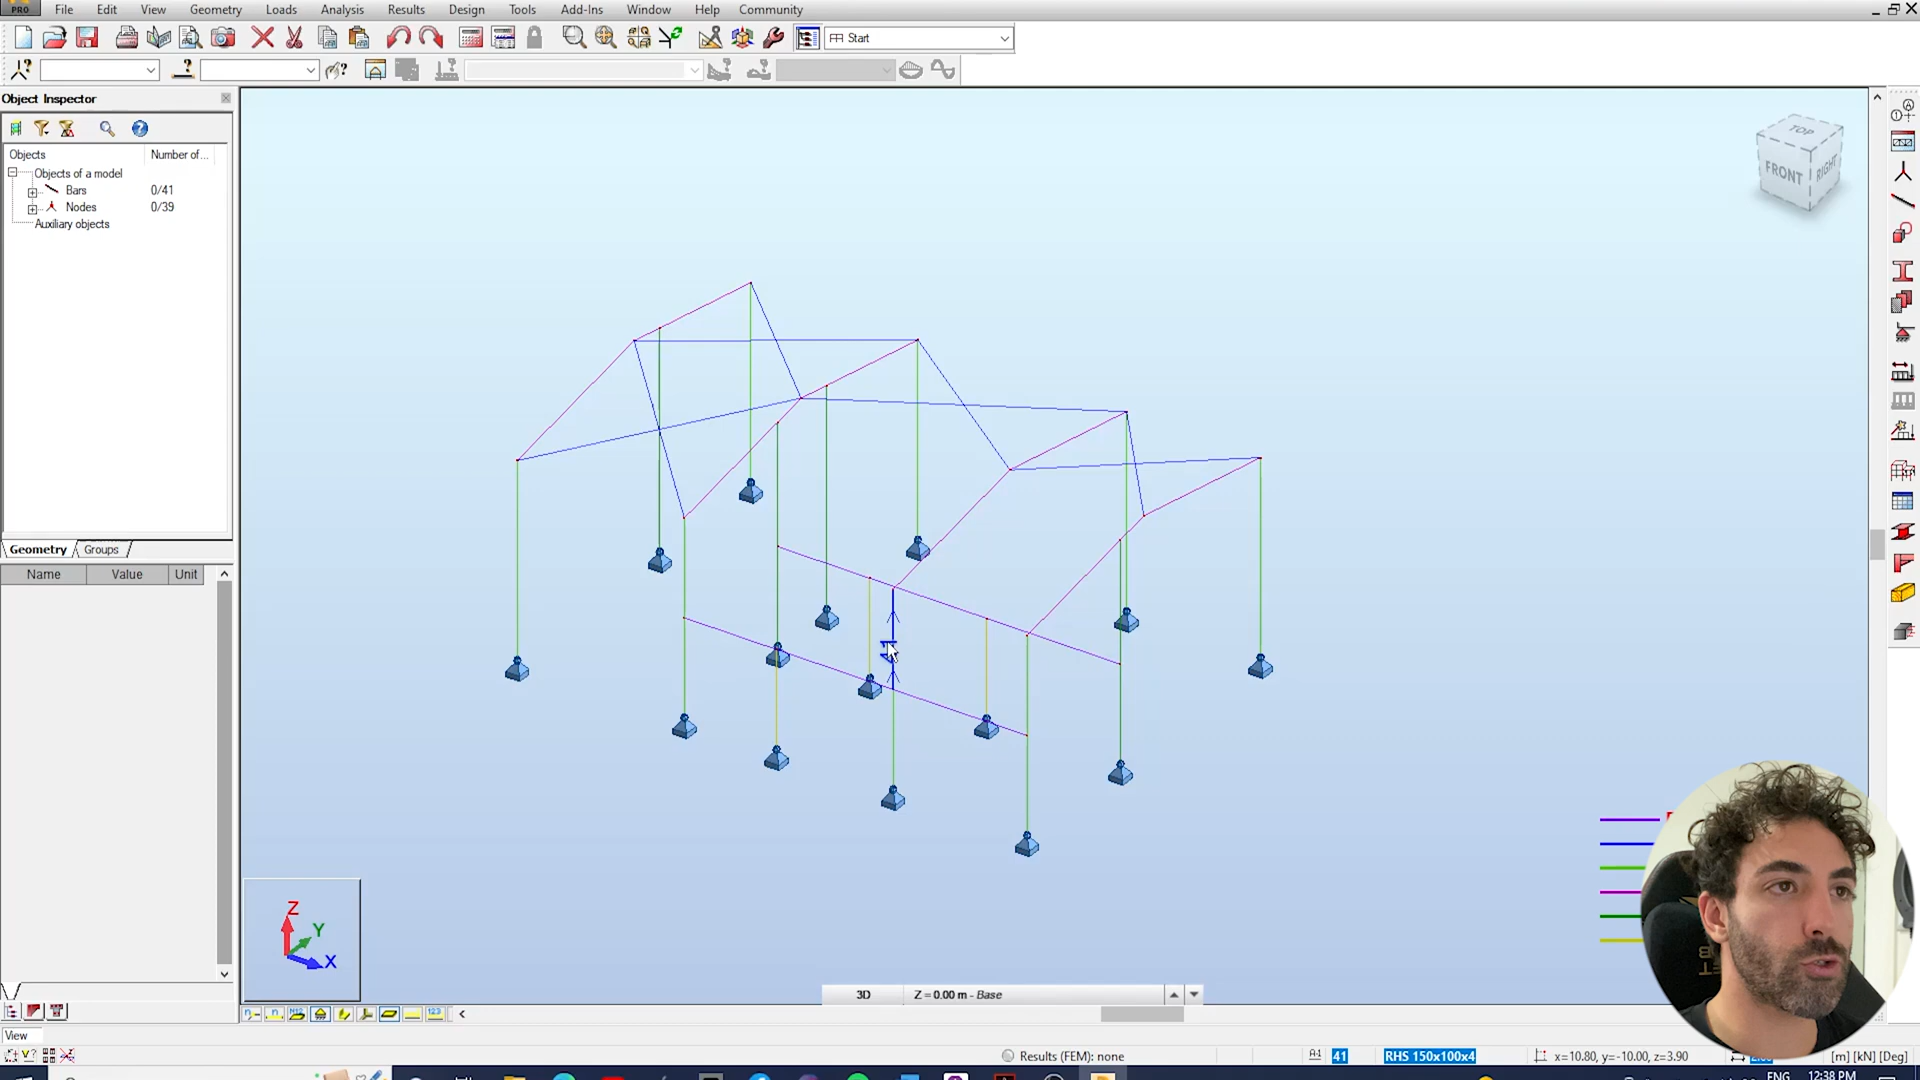 PRO File Edit View Geometry Loads Analysis Results Design Tools Add-Ins Window Help Community
Start
Object Inspector
Objects Number of...
Objects of a model
Bars 0/41
Nodes 0/39
Auxiliary objects
Geometry Groups
Name Value Unit
TOP
FRONT RIGHT
Z
Y
X
3D Z = 0.00 m - Base
View
Results (FEM): none 41 RHS 150x100x4 x=10.80, y=-10.00, z=3.90 [m] [kN] [Deg]
ENG 12:38 PM